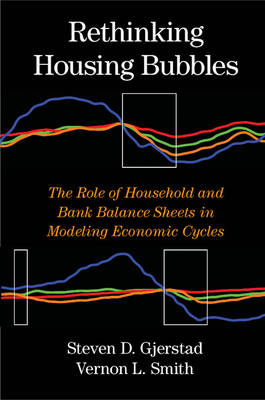 Rethinking
Housing Bubbles
The Role of Household and
Bank Balance Sheets in
Modeling Economic Cycles
Steven D. Gjerstad
Vernon L. Smith